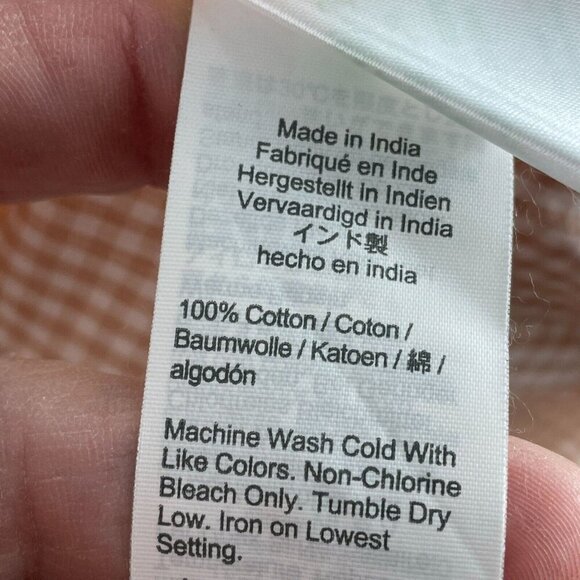 Made in India
Fabriqué en Inde
Hergestellt in Indien
Vervaardigd in India
インド製
hecho en india
100% Cotton / Coton /
Baumwolle / Katoen / 綿 /
algodón
Machine Wash Cold With
Like Colors. Non-Chlorine
Bleach Only. Tumble Dry
Low. Iron on Lowest
Setting.